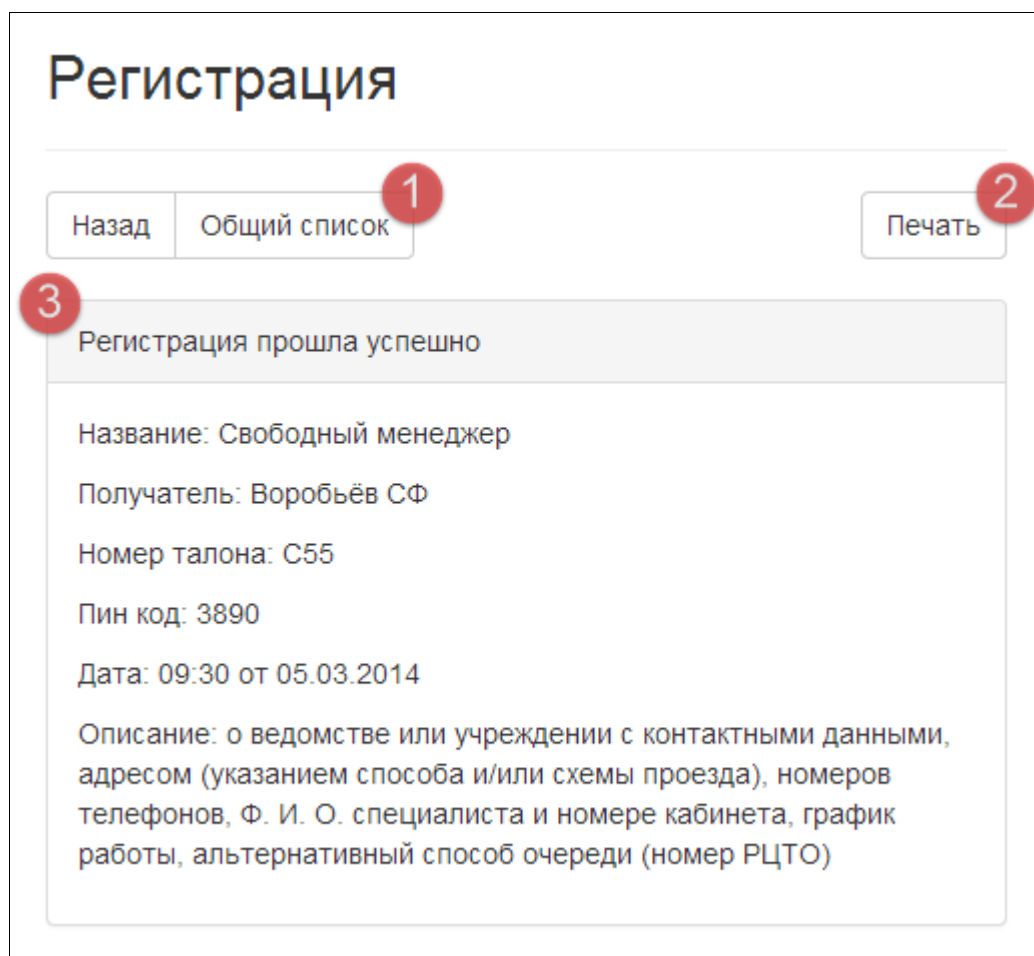 Регистрация
1
2
Назад Общий список Печать
3
Регистрация прошла успешно
Название: Свободный менеджер
Получатель: Воробьёв СФ
Номер талона: С55
Пин код: 3890
Дата: 09:30 от 05.03.2014
Описание: о ведомстве или учреждении с контактными данными,
адресом (указанием способа и/или схемы проезда), номеров
телефонов, Ф. И. О. специалиста и номере кабинета, график
работы, альтернативный способ очереди (номер РЦТО)